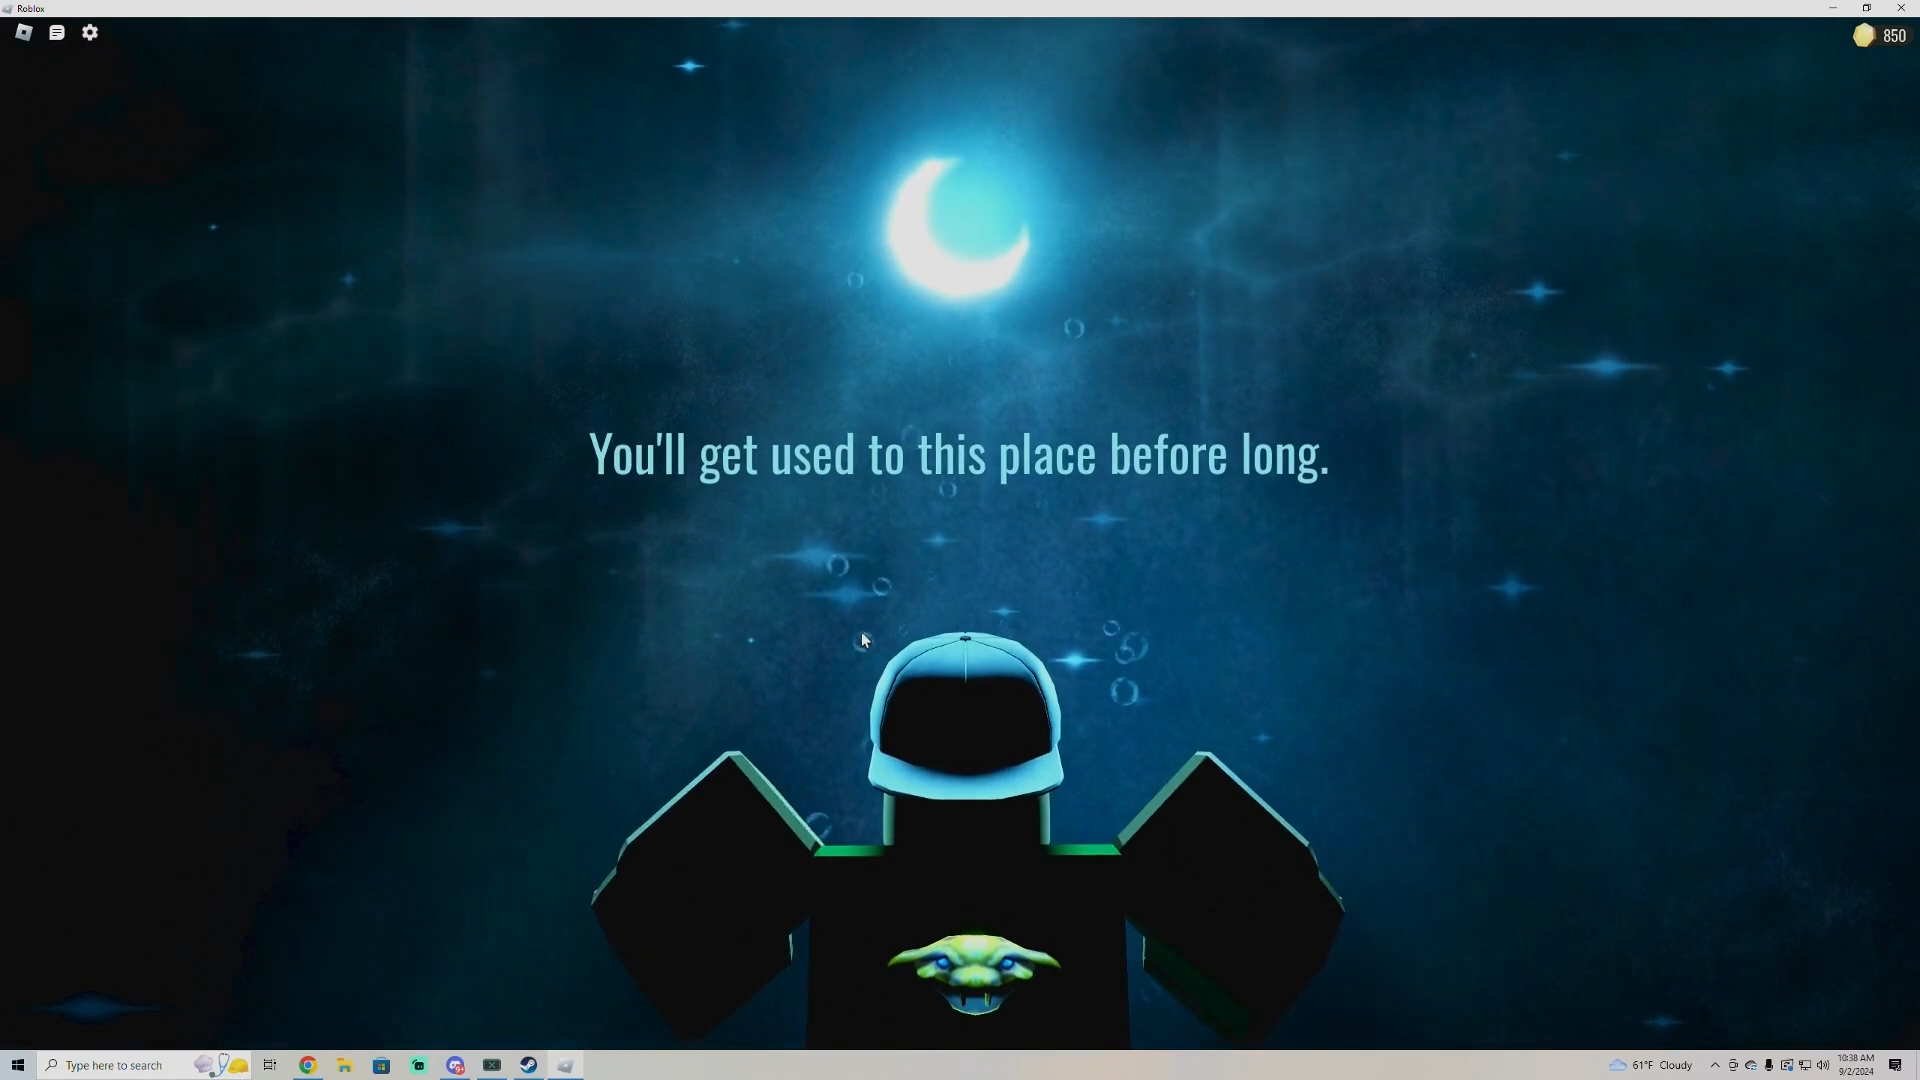 Roblox
850
You'll get used to this place before long.
Type here to search
9+
61°F Cloudy
10:38 AM
9/2/2024